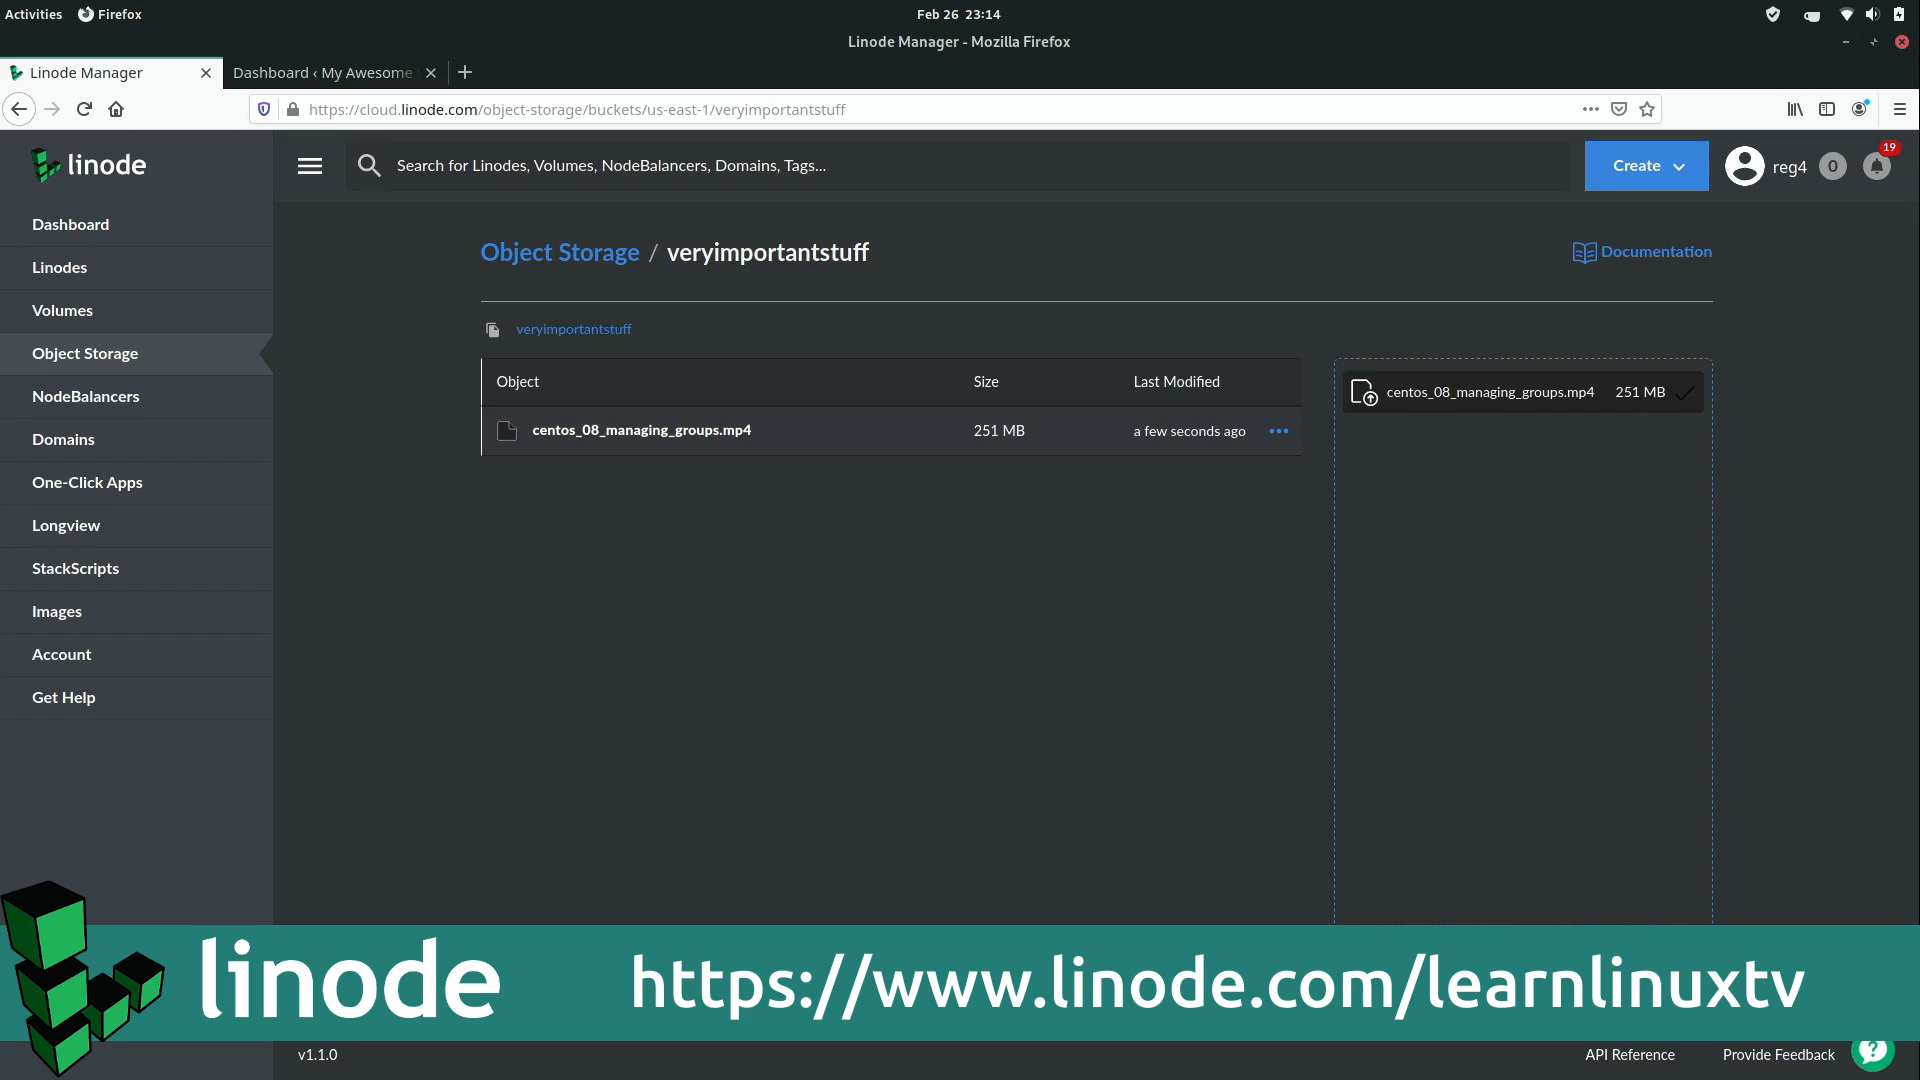 Activities Firefox Feb 26 23:14
Linode Manager - Mozilla Firefox
Linode Manager Dashboard ‹ My Awesome
https://cloud.linode.com/object-storage/buckets/us-east-1/veryimportantstuff
linode
Search for Linodes, Volumes, NodeBalancers, Domains, Tags...
Create
reg4
0
19
Dashboard
Linodes
Volumes
Object Storage
NodeBalancers
Domains
One-Click Apps
Longview
StackScripts
Images
Account
Get Help
Object Storage / veryimportantstuff
Documentation
veryimportantstuff
Object Size Last Modified
centos_08_managing_groups.mp4 251 MB a few seconds ago
centos_08_managing_groups.mp4 251 MB
linode https://www.linode.com/learnlinuxtv
v1.1.0 API Reference Provide Feedback